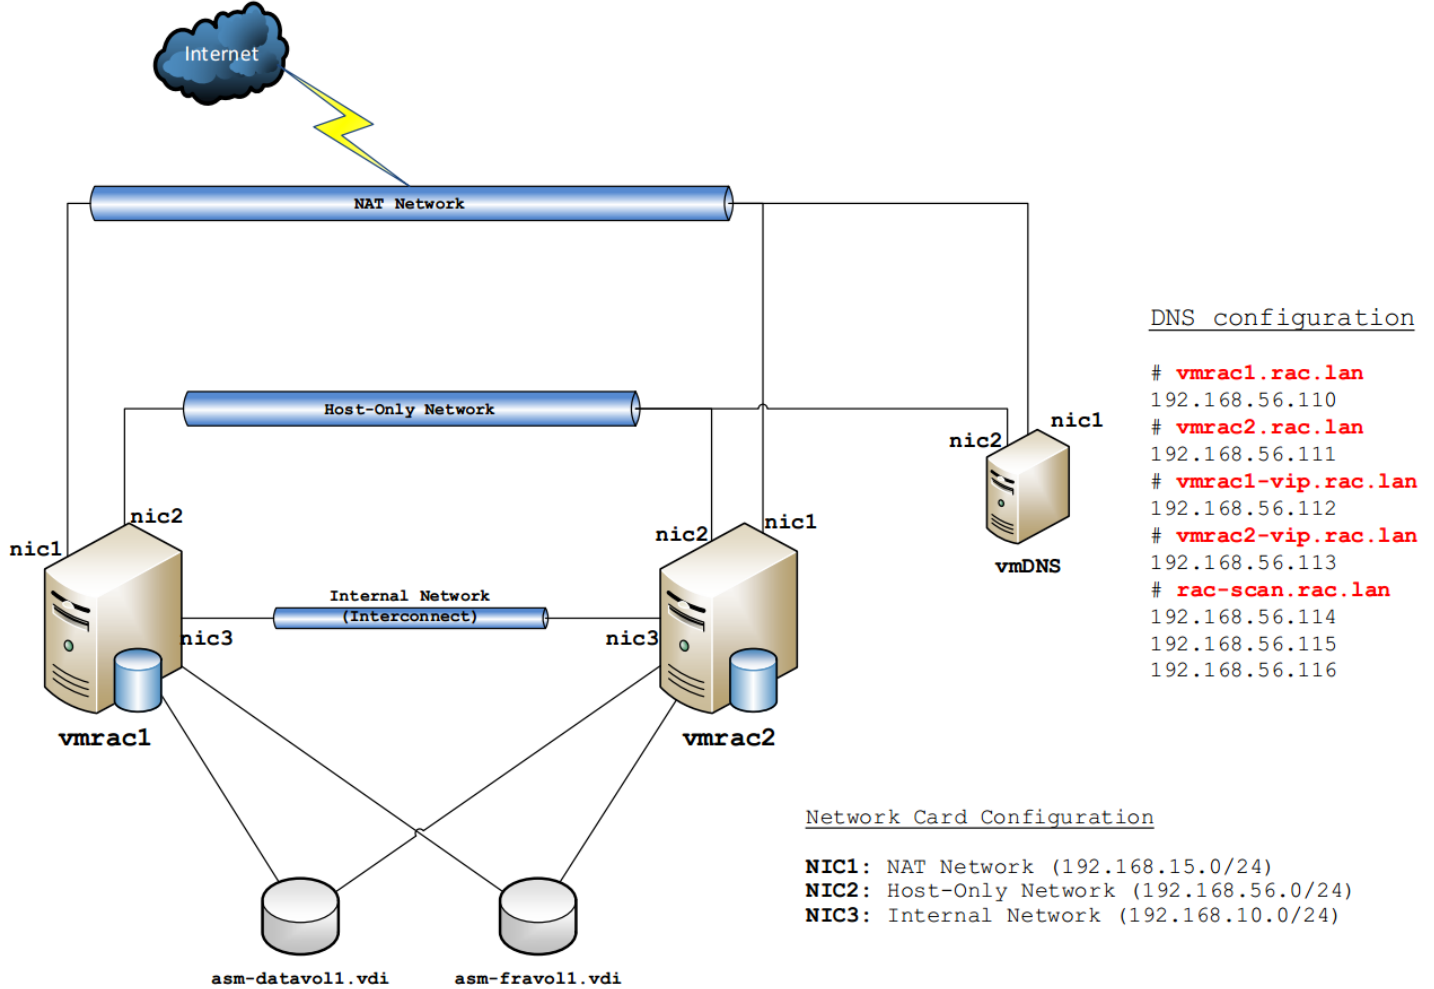 Internet
NAT Network
Host-Only Network
nic1
nic2
vmDNS
nic2
nic1
nic2
nic1
Internal Network
(Interconnect)
nic3
nic3
vmrac1
vmrac2
asm-datavol1.vdi
asm-fravol1.vdi
DNS configuration
# vmrac1.rac.lan
192.168.56.110
# vmrac2.rac.lan
192.168.56.111
# vmrac1-vip.rac.lan
192.168.56.112
# vmrac2-vip.rac.lan
192.168.56.113
# rac-scan.rac.lan
192.168.56.114
192.168.56.115
192.168.56.116
Network Card Configuration
NIC1: NAT Network (192.168.15.0/24)
NIC2: Host-Only Network (192.168.56.0/24)
NIC3: Internal Network (192.168.10.0/24)